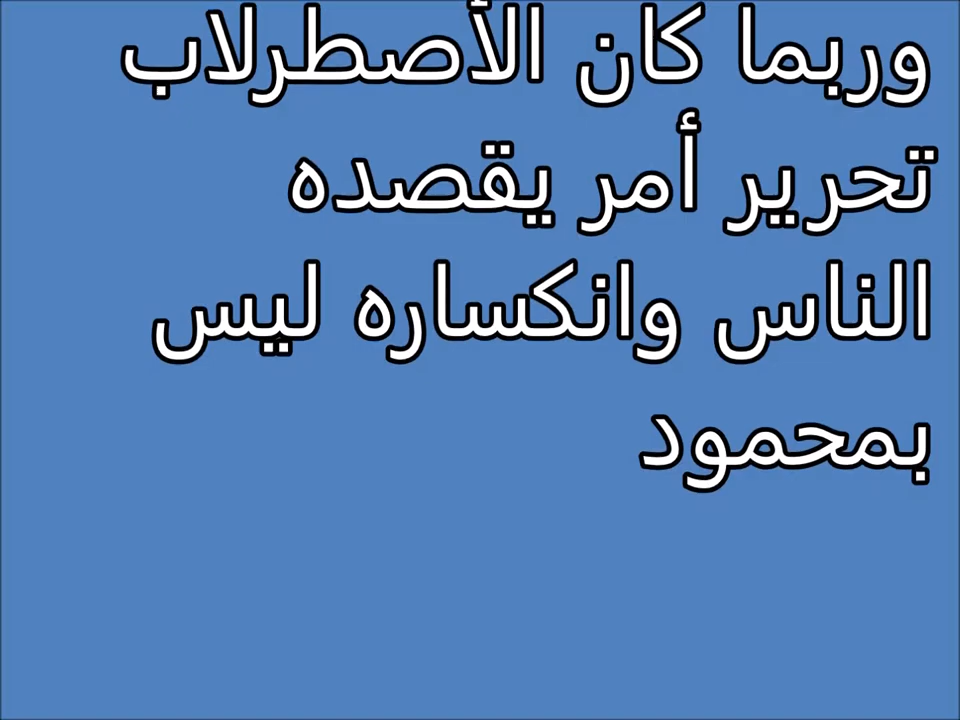 وربما كان الأصطرلاب
تحرير أمر يقصده
الناس وانكساره ليس
بمحمود